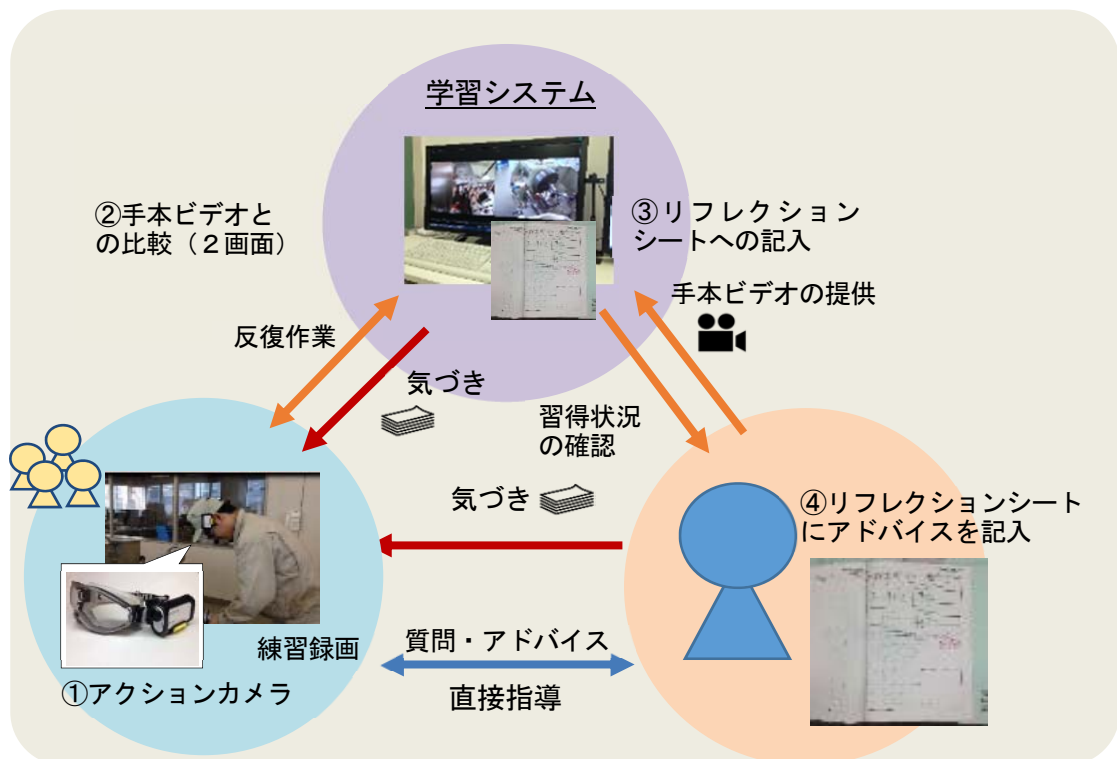 学習システム
②手本ビデオと
の比較（２画面）
③リフレクション
シートへの記入
手本ビデオの提供
反復作業
気づき
習得状況
の確認
気づき
④リフレクションシート
にアドバイスを記入
練習録画
①アクションカメラ
質問・アドバイス
直接指導